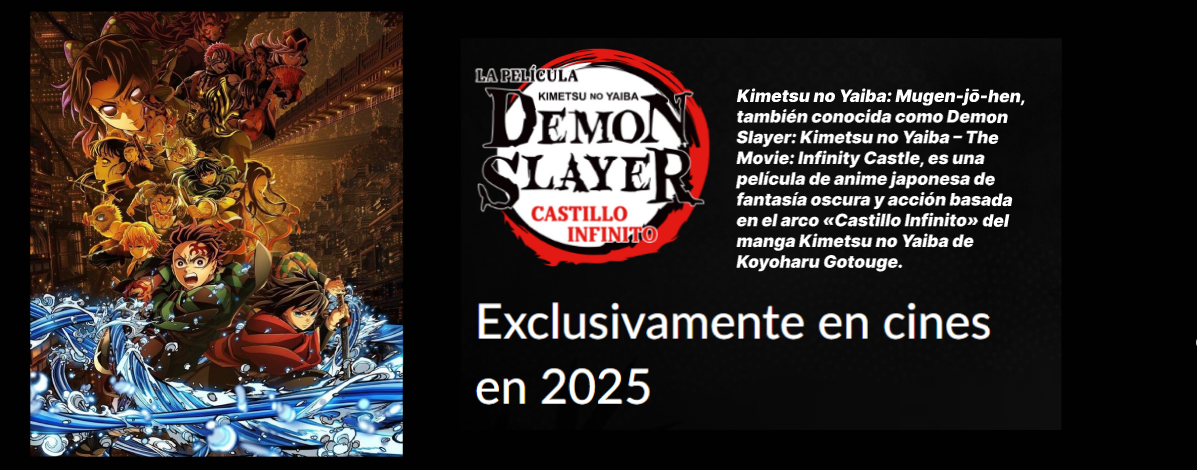 LA PELÍCULA
KIMETSU NO YAIBA
DEMON
SLAYER
CASTILLO
INFINITO
Kimetsu no Yaiba: Mugen-jō-hen,
también conocida como Demon
Slayer: Kimetsu no Yaiba – The
Movie: Infinity Castle, es una
película de anime japonesa de
fantasía oscura y acción basada
en el arco «Castillo Infinito» del
manga Kimetsu no Yaiba de
Koyoharu Gotouge.
Exclusivamente en cines
en 2025